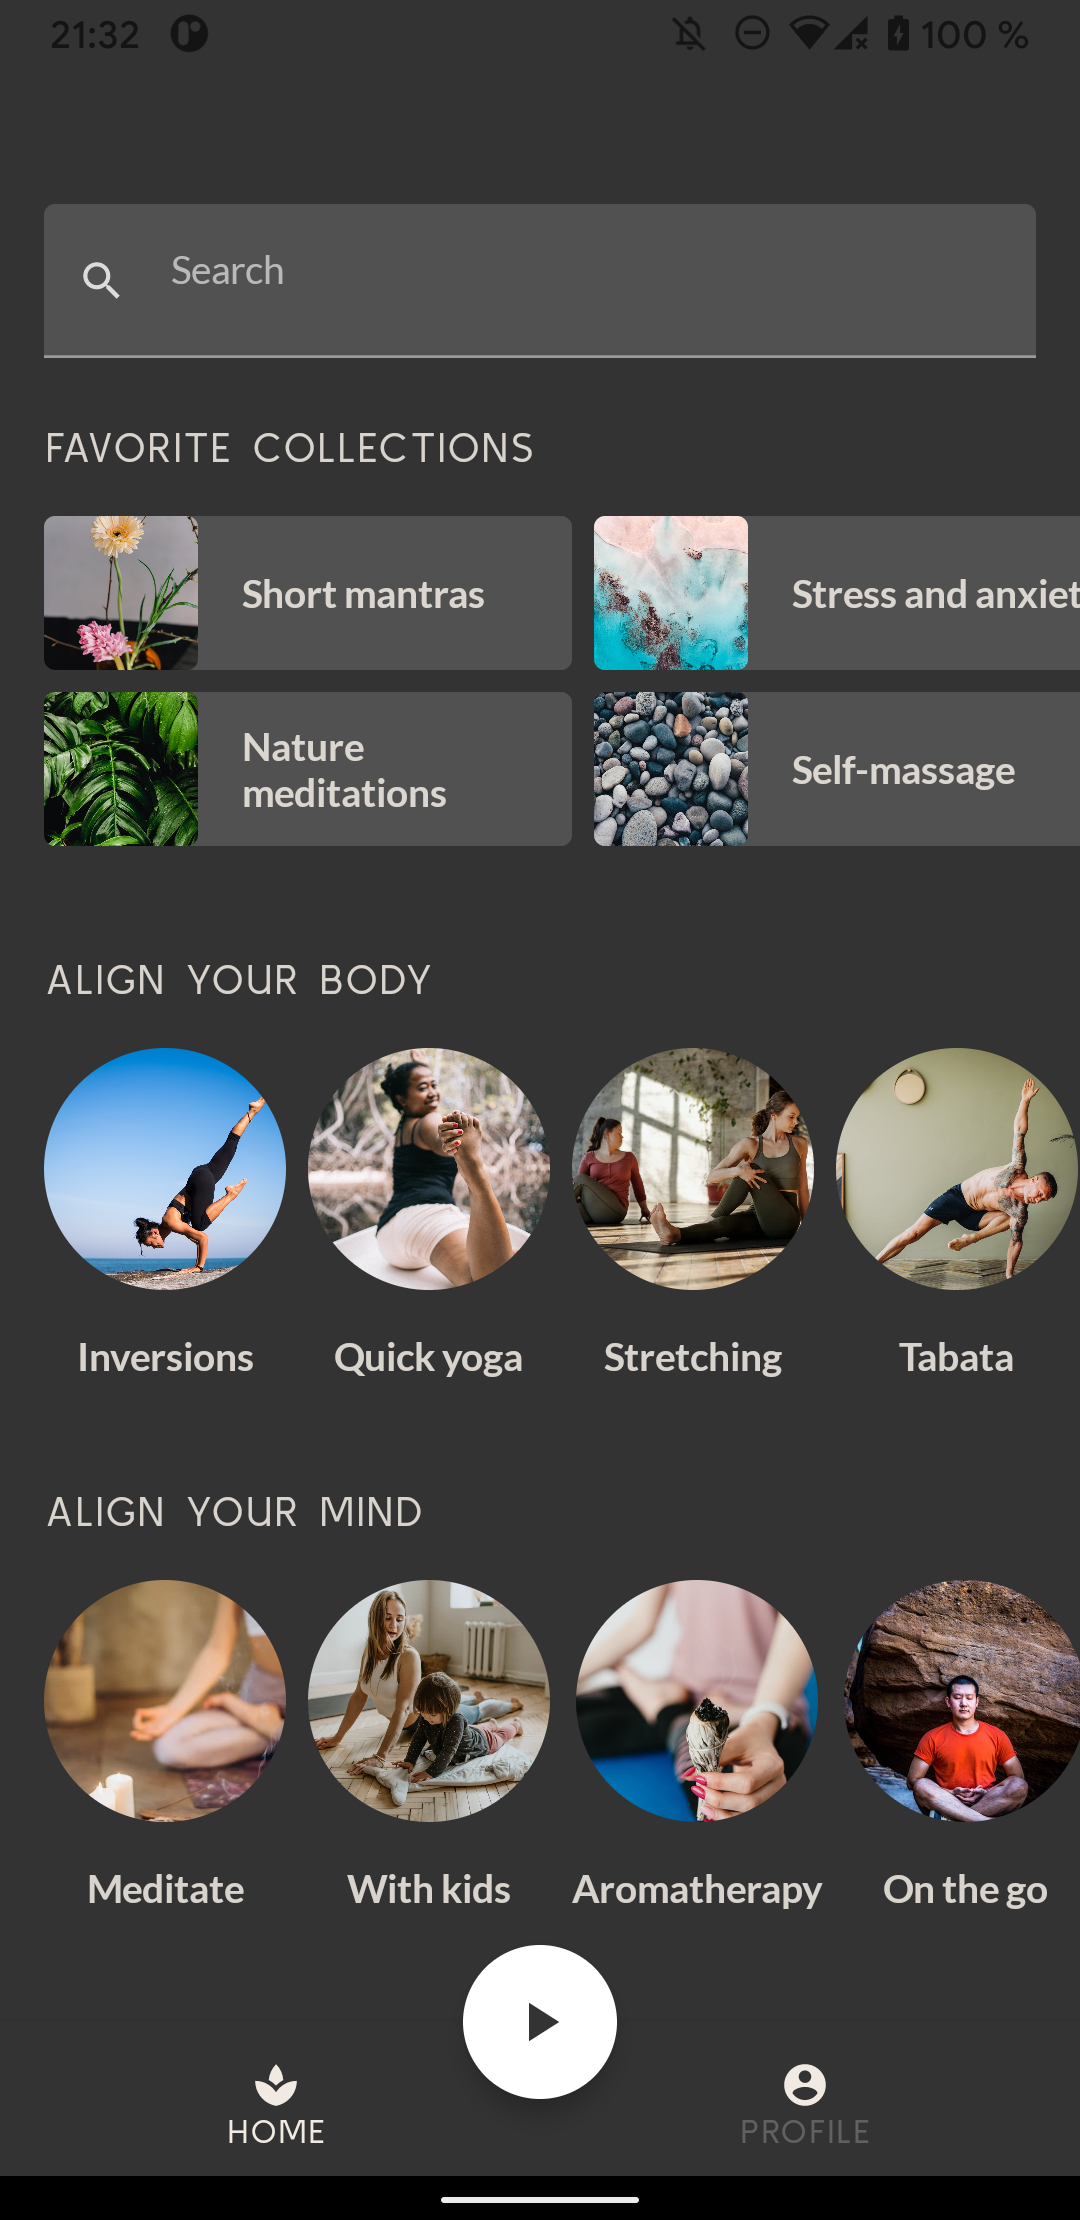 21:32 100 %
Search
FAVORITE COLLECTIONS
Short mantras
Stress and anxiet
Nature
meditations
Self-massage
ALIGN YOUR BODY
Inversions Quick yoga Stretching Tabata
ALIGN YOUR MIND
Meditate With kids Aromatherapy On the go
HOME PROFILE